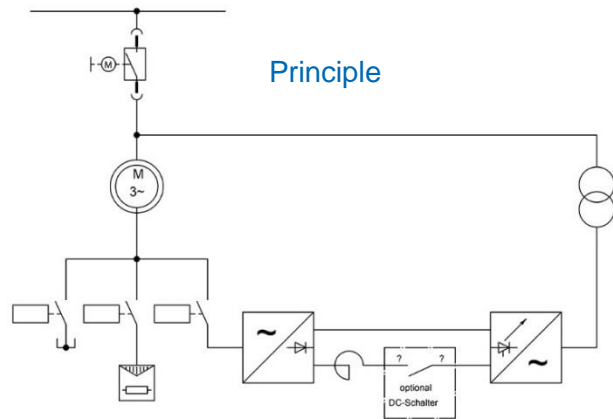 Principle
M
M
3~
~
~
? ?
optional
DC-Schalter